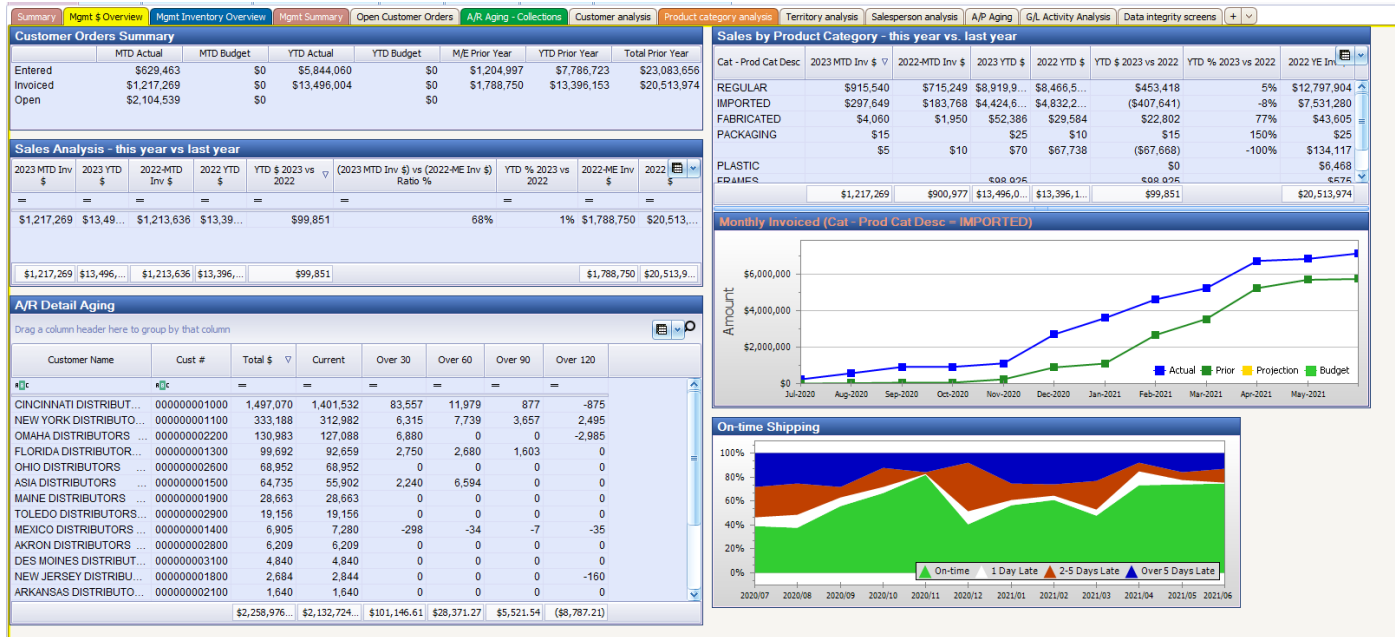 Summary Mgmt $ Overview Mgmt Inventory Overview Mgmt Summary Open Customer Orders A/R Aging - Collections Customer analysis Product category analysis Territory analysis Salesperson analysis A/P Aging G/L Activity Analysis Data integrity screens +
Customer Orders Summary
MTD Actual MTD Budget YTD Actual YTD Budget M/E Prior Year YTD Prior Year Total Prior Year
Entered $629,463 $0 $5,844,060 $0 $1,204,997 $7,786,723 $23,083,656
Invoiced $1,217,269 $0 $13,496,004 $0 $1,788,750 $13,396,153 $20,513,974
Open $2,104,539 $0 $0
Sales Analysis - this year vs last year
2023 MTD Inv $ 2023 YTD $ 2022-MTD Inv $ 2022 YTD $ YTD $ 2023 vs 2022 (2023 MTD Inv $) vs (2022-ME Inv $) Ratio % YTD % 2023 vs 2022 2022-ME Inv $ 2022 $
= = = = = = = = =
$1,217,269 $13,49... $1,213,636 $13,39... $99,851 68% 1% $1,788,750 $20,513,...
$1,217,269 $13,496,... $1,213,636 $13,396,... $99,851 $1,788,750 $20,513,9...
A/R Detail Aging
Drag a column header here to group by that column
Customer Name Cust # Total $ Current Over 30 Over 60 Over 90 Over 120
= = = = = =
CINCINNATI DISTRIBUT... 000000001000 1,497,070 1,401,532 83,557 11,979 877 -875
NEW YORK DISTRIBUTO... 000000001100 333,188 312,982 6,315 7,739 3,657 2,495
OMAHA DISTRIBUTORS ... 000000002200 130,983 127,088 6,880 0 0 -2,985
FLORIDA DISTRIBUTOR... 000000001300 99,692 92,659 2,750 2,680 1,603 0
OHIO DISTRIBUTORS ... 000000002600 68,952 68,952 0 0 0 0
ASIA DISTRIBUTORS ... 000000001500 64,735 55,902 2,240 6,594 0 0
MAINE DISTRIBUTORS ... 000000001900 28,663 28,663 0 0 0 0
TOLEDO DISTRIBUTORS... 000000002900 19,156 19,156 0 0 0 0
MEXICO DISTRIBUTORS ... 000000001400 6,905 7,280 -298 -34 -7 -35
AKRON DISTRIBUTORS ... 000000002800 6,209 6,209 0 0 0 0
DES MOINES DISTRIBUT... 000000003100 4,840 4,840 0 0 0 0
NEW JERSEY DISTRIBU... 000000001800 2,684 2,844 0 0 0 -160
ARKANSAS DISTRIBUTO... 000000002100 1,640 1,640 0 0 0 0
$2,258,976... $2,132,724... $101,146.61 $28,371.27 $5,521.54 ($8,787.21)
Sales by Product Category - this year vs. last year
Cat - Prod Cat Desc 2023 MTD Inv $ 2022-MTD Inv $ 2023 YTD $ 2022 YTD $ YTD $ 2023 vs 2022 YTD % 2023 vs 2022 2022 YE Inv
REGULAR $915,540 $715,249 $8,919,9... $8,466,5... $453,418 5% $12,797,904
IMPORTED $297,649 $183,768 $4,424,6... $4,832,2... ($407,641) -8% $7,531,280
FABRICATED $4,060 $1,950 $52,386 $29,584 $22,802 77% $43,605
PACKAGING $15 $25 $10 $15 150% $25
$5 $10 $70 $67,738 ($67,668) -100% $134,117
PLASTIC $0 $6,468
FRAMES $98,925 $98,925 $575
$1,217,269 $900,977 $13,496,0... $13,396,1... $99,851 $20,513,974
Monthly Invoiced (Cat - Prod Cat Desc = IMPORTED)
Amount
$6,000,000
$4,000,000
$2,000,000
$0
Actual Prior Projection Budget
Jul-2020 Aug-2020 Sep-2020 Oct-2020 Nov-2020 Dec-2020 Jan-2021 Feb-2021 Mar-2021 Apr-2021 May-2021
On-time Shipping
100%
80%
60%
40%
20%
0%
On-time 1 Day Late 2-5 Days Late Over 5 Days Late
2020/07 2020/08 2020/09 2020/10 2020/11 2020/12 2021/01 2021/02 2021/03 2021/04 2021/05 2021/06